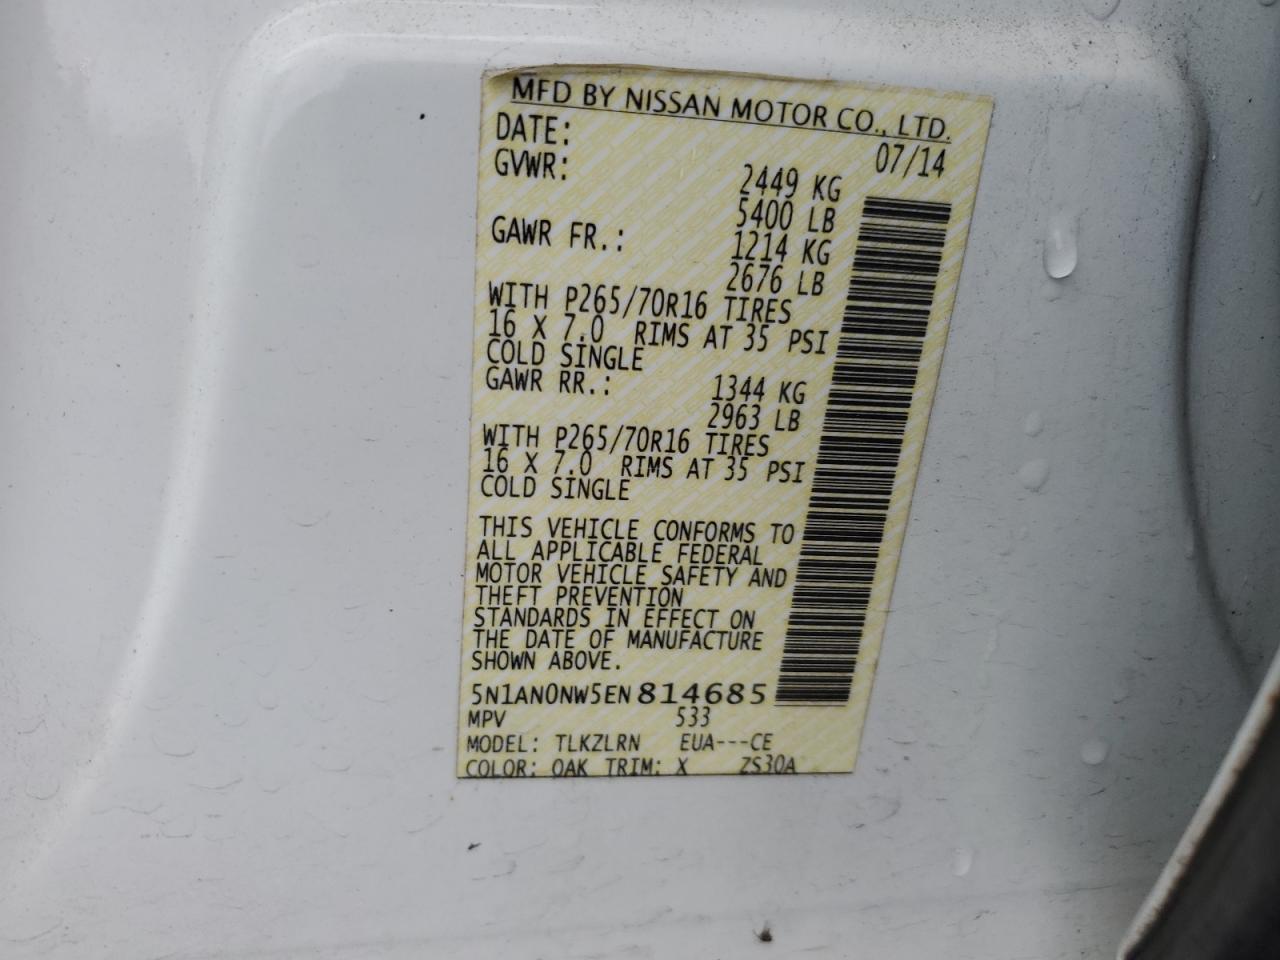 MFD BY NISSAN MOTOR CO., LTD.
DATE: 07/14
GVWR: 2449 KG
5400 LB
GAWR FR.: 1214 KG
2676 LB
WITH P265/70R16 TIRES
16 X 7.0 RIMS AT 35 PSI
COLD SINGLE
GAWR RR.: 1344 KG
2963 LB
WITH P265/70R16 TIRES
16 X 7.0 RIMS AT 35 PSI
COLD SINGLE
THIS VEHICLE CONFORMS TO
ALL APPLICABLE FEDERAL
MOTOR VEHICLE SAFETY AND
THEFT PREVENTION
STANDARDS IN EFFECT ON
THE DATE OF MANUFACTURE
SHOWN ABOVE.
5N1AN0NW5EN814685
MPV 533
MODEL: TLKZLRN EUA---CE
COLOR: QAK TRIM: X ZS30A